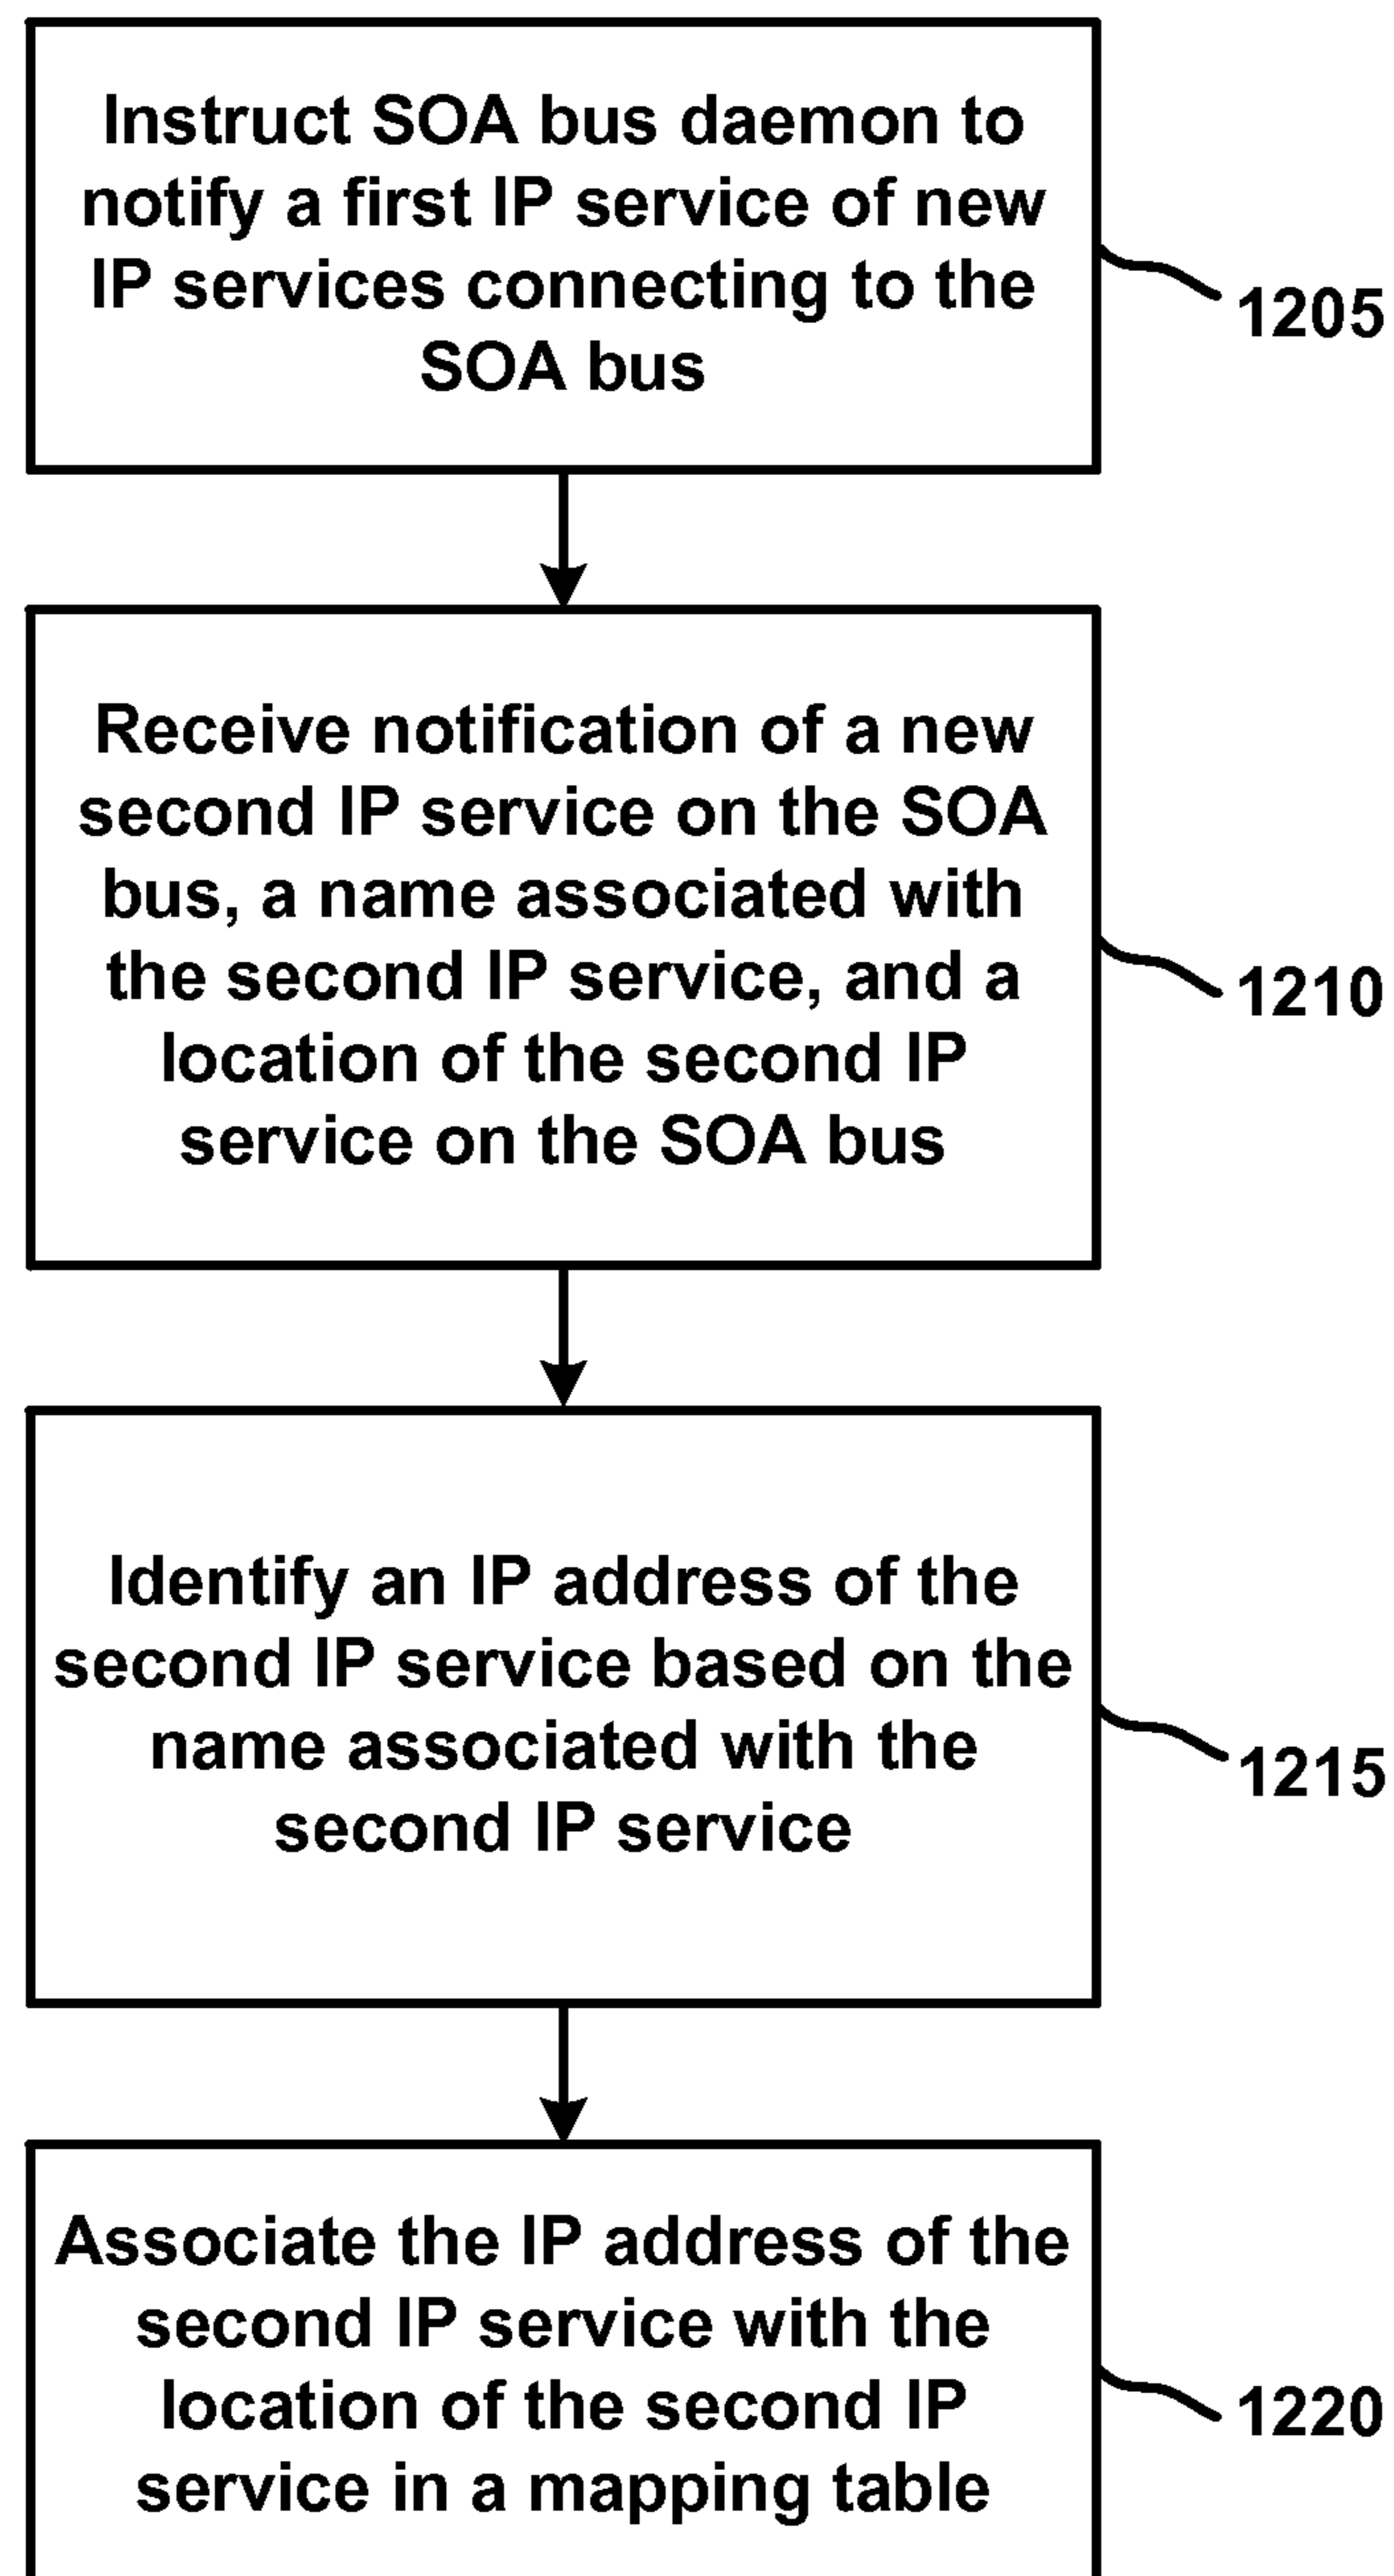 Instruct SOA bus daemon to
notify a first IP service of new
IP services connecting to the
SOA bus
1205
Receive notification of a new
second IP service on the SOA
bus, a name associated with
the second IP service, and a
location of the second IP
service on the SOA bus
1210
Identify an IP address of the
second IP service based on the
name associated with the
second IP service
1215
Associate the IP address of the
second IP service with the
location of the second IP
service in a mapping table
1220